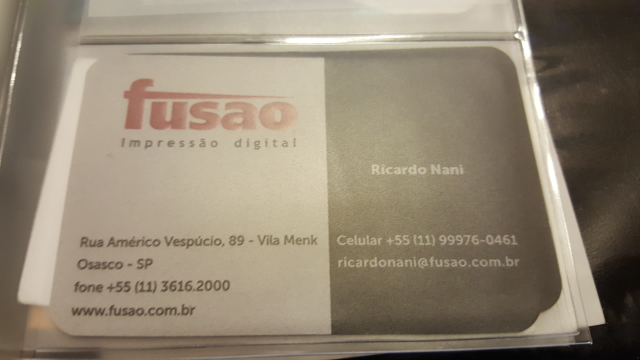 fusao
Impressão digital
Ricardo Nani
Rua Américo Vespúcio, 89 - Vila Menk
Osasco - SP
fone +55 (11) 3616.2000
www.fusao.com.br
Celular +55 (11) 99976-0461
ricardonani@fusao.com.br